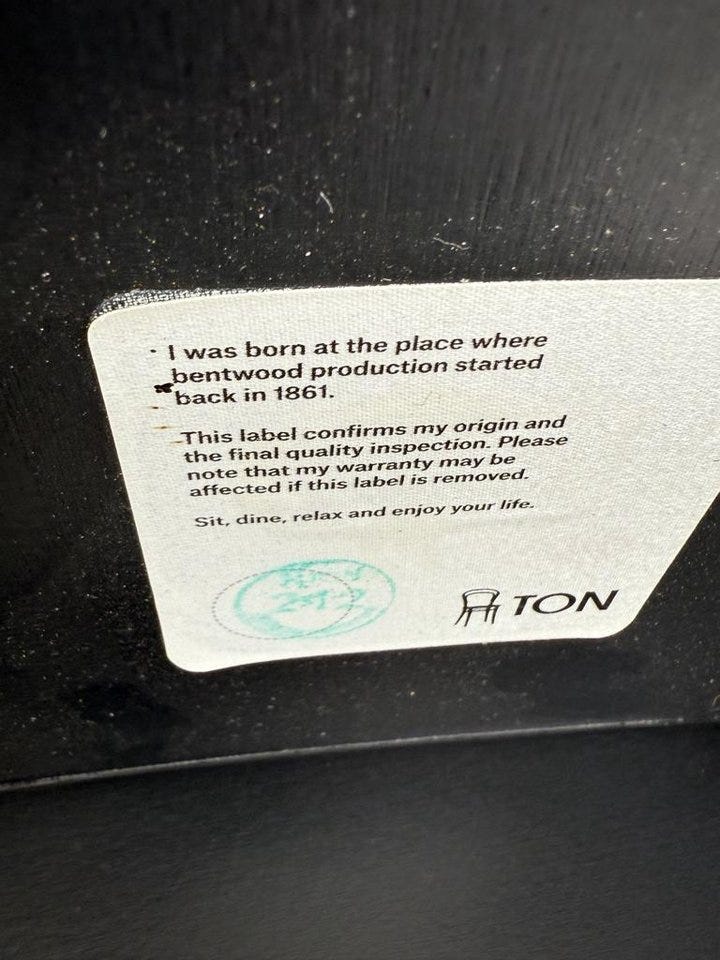 I was born at the place where
bentwood production started
back in 1861.
This label confirms my origin and
the final quality inspection. Please
note that my warranty may be
affected if this label is removed.
Sit, dine, relax and enjoy your life.
TON